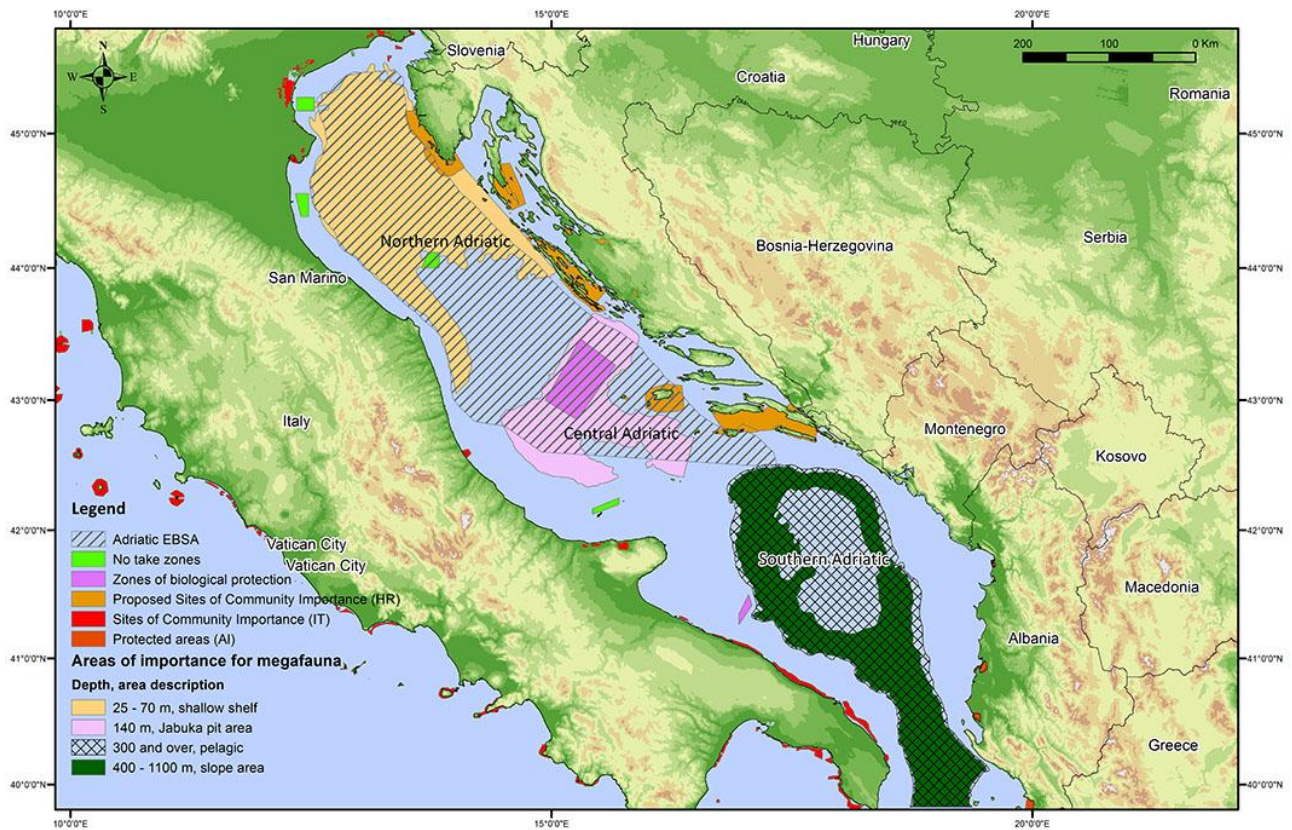 10°0'0"E
15°0'0"E
20°0'0"E
N
W
E
S
Slovenia
Hungary
200
100
0 Km
Croatia
Romania
45°0'0"N
45°0'0"N
Northern Adriatic
Bosnia-Herzegovina
Serbia
44°0'0"N
San Marino
44°0'0"N
43°0'0"N
43°0'0"N
Italy
Central Adriatic
Montenegro
Kosovo
Legend
42°0'0"N
42°0'0"N
Adriatic EBSA
Vatican City
Vatican City
No take zones
Southern Adriatic
Zones of biological protection
Macedonia
Proposed Sites of Community Importance (HR)
Sites of Community Importance (IT)
Protected areas (Al)
Albania
41°0'0"N
Areas of importance for megafauna
41°0'0"N
Depth, area description
25 - 70 m, shallow shelf
140 m, Jabuka pit area
300 and over, pelagic
Greece
400 - 1100 m, slope area
40°0'0"N
40°0'0"N
10°0'0"E
15°0'0"E
20°0'0"E